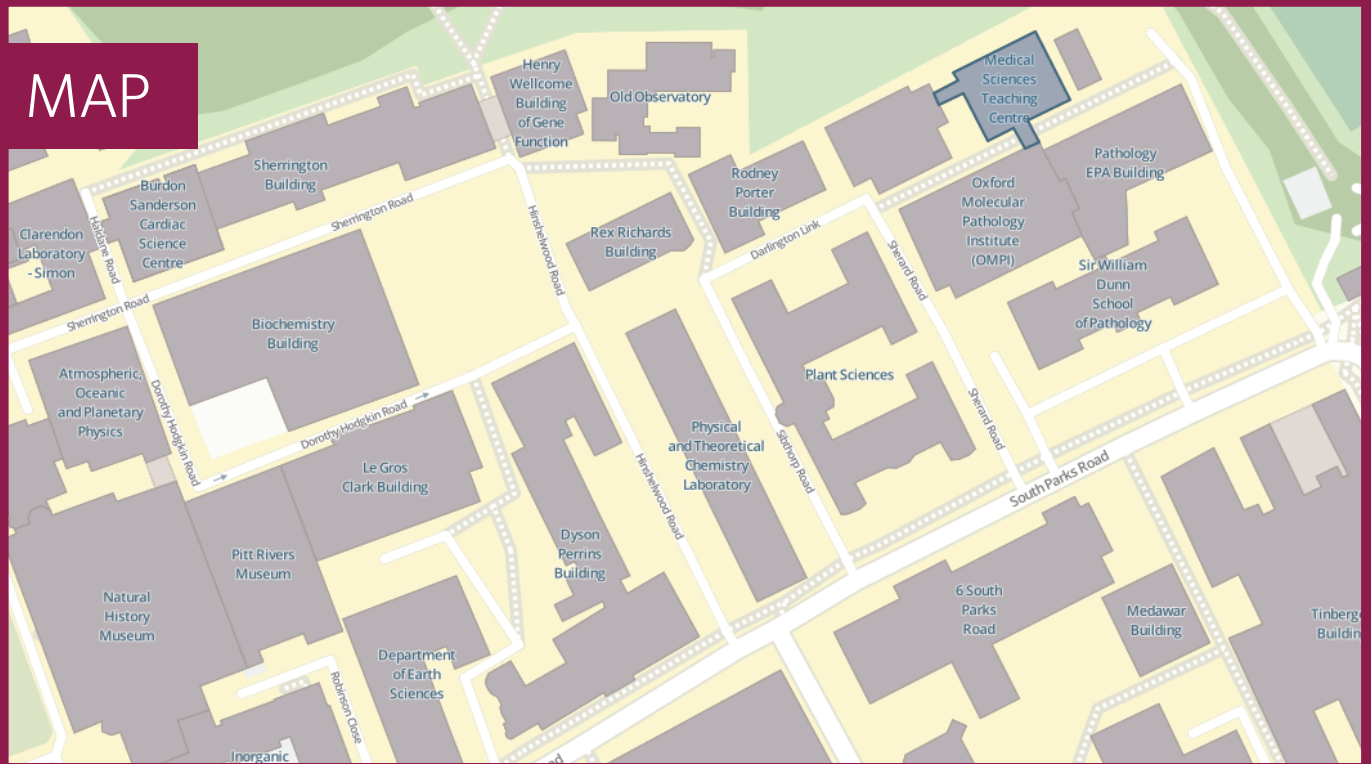 MAP
Henry
Wellcome
Building
of Gene
Function
Old Observatory
Medical
Sciences
Teaching
Centre
Sherrington
Building
Burdon
Sanderson
Cardiac
Science
Centre
Clarendon
Laboratory
- Simon
Haldane Road
Sherrington Road
Sherrington Road
Hinshelwood Road
Rex Richards
Building
Rodney
Porter
Building
Darlington Link
Sherard Road
Oxford
Molecular
Pathology
Institute
(OMPI)
Pathology
EPA Building
Sir William
Dunn
School
of Pathology
Biochemistry
Building
Atmospheric,
Oceanic
and Planetary
Physics
Dorothy Hodgkin Road
Dorothy Hodgkin Road
Le Gros
Clark Building
Plant Sciences
Sherard Road
Physical
and Theoretical
Chemistry
Laboratory
Sibthorp Road
Hinshelwood Road
South Parks Road
Dyson
Perrins
Building
Pitt Rivers
Museum
Natural
History
Museum
Department
of Earth
Sciences
Robinson Close
6 South
Parks
Road
Medawar
Building
Inorganic